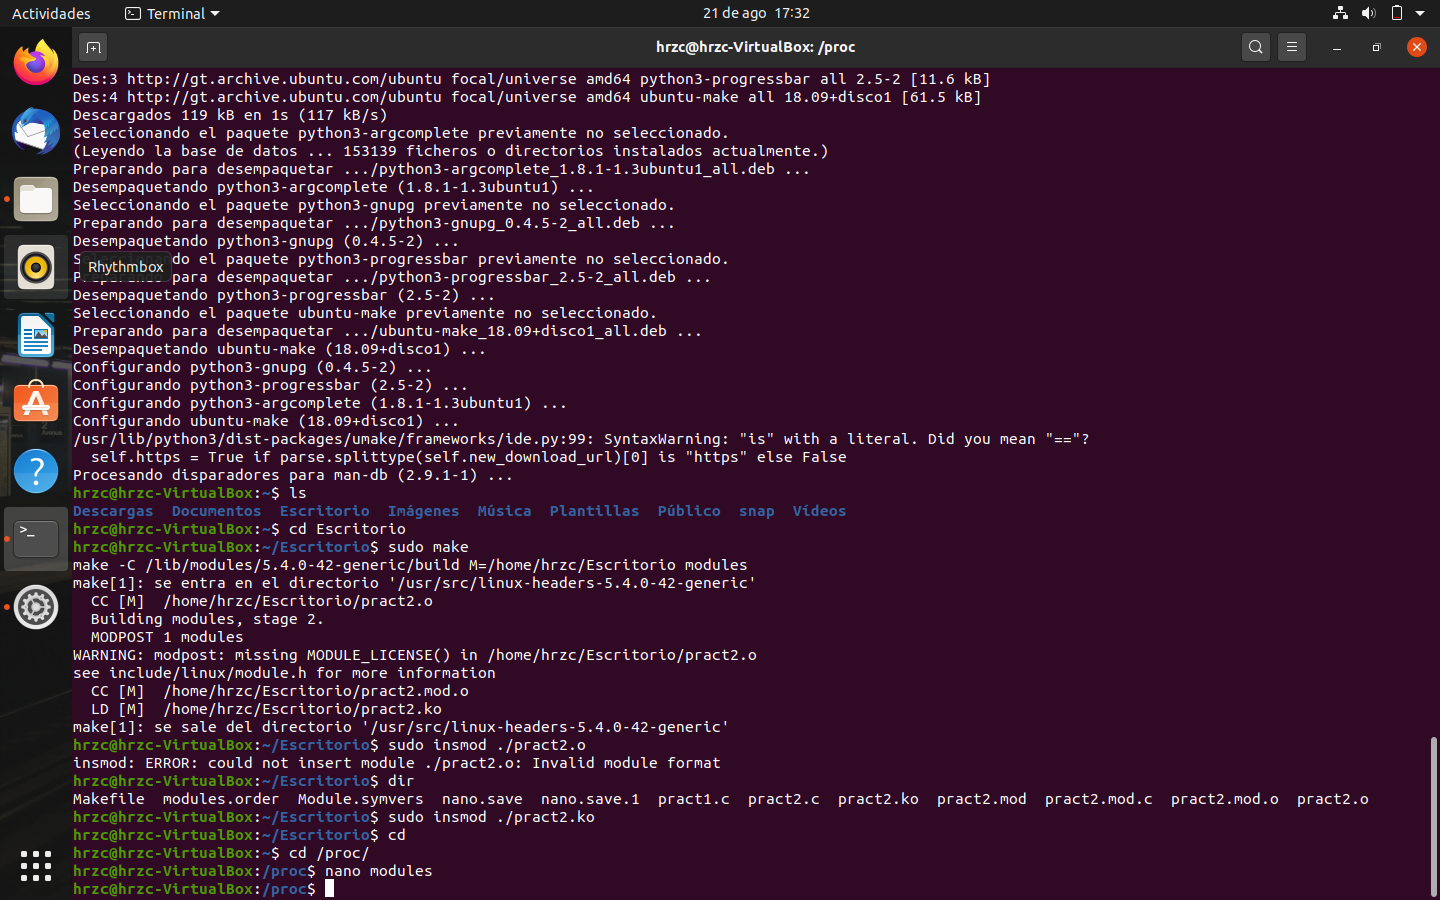 Actividades
Terminal
21 de ago 17:32
hrzc@hrzc-VirtualBox: /proc
Des:3 http://gt.archive.ubuntu.com/ubuntu focal/universe amd64 python3-progressbar all 2.5-2 [11.6 kB]
Des:4 http://gt.archive.ubuntu.com/ubuntu focal/universe amd64 ubuntu-make all 18.09+disco1 [61.5 kB]
Descargados 119 kB en 1s (117 kB/s)
Seleccionando el paquete python3-argcomplete previamente no seleccionado.
(Leyendo la base de datos ... 153139 ficheros o directorios instalados actualmente.)
Preparando para desempaquetar .../python3-argcomplete_1.8.1-1.3ubuntu1_all.deb ...
Desempaquetando python3-argcomplete (1.8.1-1.3ubuntu1) ...
Seleccionando el paquete python3-gnupg previamente no seleccionado.
Preparando para desempaquetar .../python3-gnupg_0.4.5-2_all.deb ...
Desempaquetando python3-gnupg (0.4.5-2) ...
Seleccionando el paquete python3-progressbar previamente no seleccionado.
Rhythmbox
Preparando para desempaquetar .../python3-progressbar_2.5-2_all.deb ...
Desempaquetando python3-progressbar (2.5-2) ...
Seleccionando el paquete ubuntu-make previamente no seleccionado.
Preparando para desempaquetar .../ubuntu-make_18.09+disco1_all.deb ...
Desempaquetando ubuntu-make (18.09+disco1) ...
Configurando python3-gnupg (0.4.5-2) ...
Configurando python3-progressbar (2.5-2) ...
Configurando python3-argcomplete (1.8.1-1.3ubuntu1) ...
Configurando ubuntu-make (18.09+disco1) ...
/usr/lib/python3/dist-packages/umake/frameworks/ide.py:99: SyntaxWarning: "is" with a literal. Did you mean "=="?
  self.https = True if parse.splittype(self.new_download_url)[0] is "https" else False
Procesando disparadores para man-db (2.9.1-1) ...
hrzc@hrzc-VirtualBox:~$ ls
Descargas  Documentos  Escritorio  Imágenes  Música  Plantillas  Público  snap  Vídeos
hrzc@hrzc-VirtualBox:~$ cd Escritorio
hrzc@hrzc-VirtualBox:~/Escritorio$ sudo make
make -C /lib/modules/5.4.0-42-generic/build M=/home/hrzc/Escritorio modules
make[1]: se entra en el directorio '/usr/src/linux-headers-5.4.0-42-generic'
  CC [M]  /home/hrzc/Escritorio/pract2.o
  Building modules, stage 2.
  MODPOST 1 modules
WARNING: modpost: missing MODULE_LICENSE() in /home/hrzc/Escritorio/pract2.o
see include/linux/module.h for more information
  CC [M]  /home/hrzc/Escritorio/pract2.mod.o
  LD [M]  /home/hrzc/Escritorio/pract2.ko
make[1]: se sale del directorio '/usr/src/linux-headers-5.4.0-42-generic'
hrzc@hrzc-VirtualBox:~/Escritorio$ sudo insmod ./pract2.o
insmod: ERROR: could not insert module ./pract2.o: Invalid module format
hrzc@hrzc-VirtualBox:~/Escritorio$ dir
Makefile  modules.order  Module.symvers  nano.save  nano.save.1  pract1.c  pract2.c  pract2.ko  pract2.mod  pract2.mod.c  pract2.mod.o  pract2.o
hrzc@hrzc-VirtualBox:~/Escritorio$ sudo insmod ./pract2.ko
hrzc@hrzc-VirtualBox:~/Escritorio$ cd
hrzc@hrzc-VirtualBox:~$ cd /proc/
hrzc@hrzc-VirtualBox:/proc$ nano modules
hrzc@hrzc-VirtualBox:/proc$